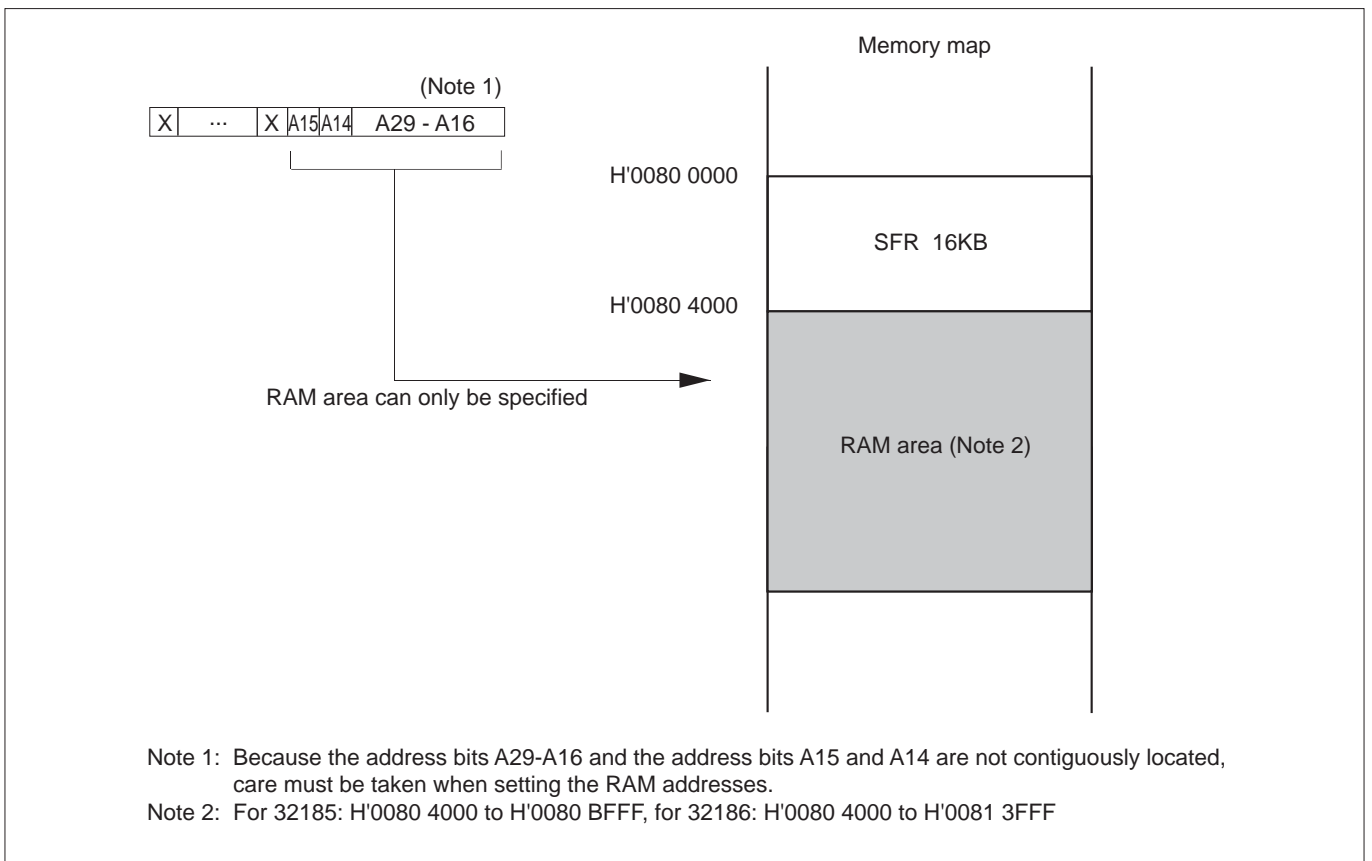 Memory map
(Note 1)
X ... X A15 A14 A29 - A16
H'0080 0000
SFR 16KB
H'0080 4000
RAM area can only be specified
RAM area (Note 2)
Note 1: Because the address bits A29-A16 and the address bits A15 and A14 are not contiguously located,
care must be taken when setting the RAM addresses.
Note 2: For 32185: H'0080 4000 to H'0080 BFFF, for 32186: H'0080 4000 to H'0081 3FFF